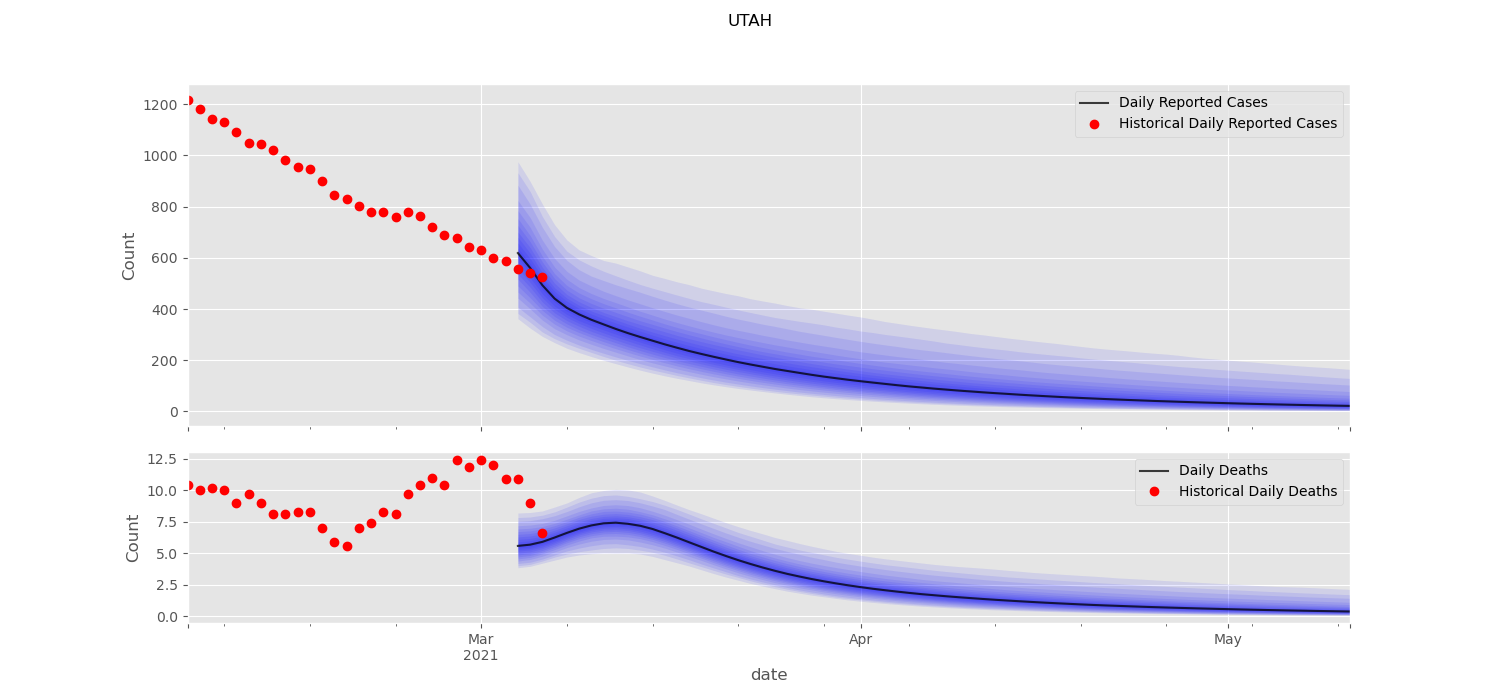 UTAH
1200
1000
800
600
400
200
0
Count
Daily Reported Cases
Historical Daily Reported Cases
12.5
10.0
7.5
5.0
2.5
0.0
Count
Daily Deaths
Historical Daily Deaths
Mar
2021
Apr
May
date